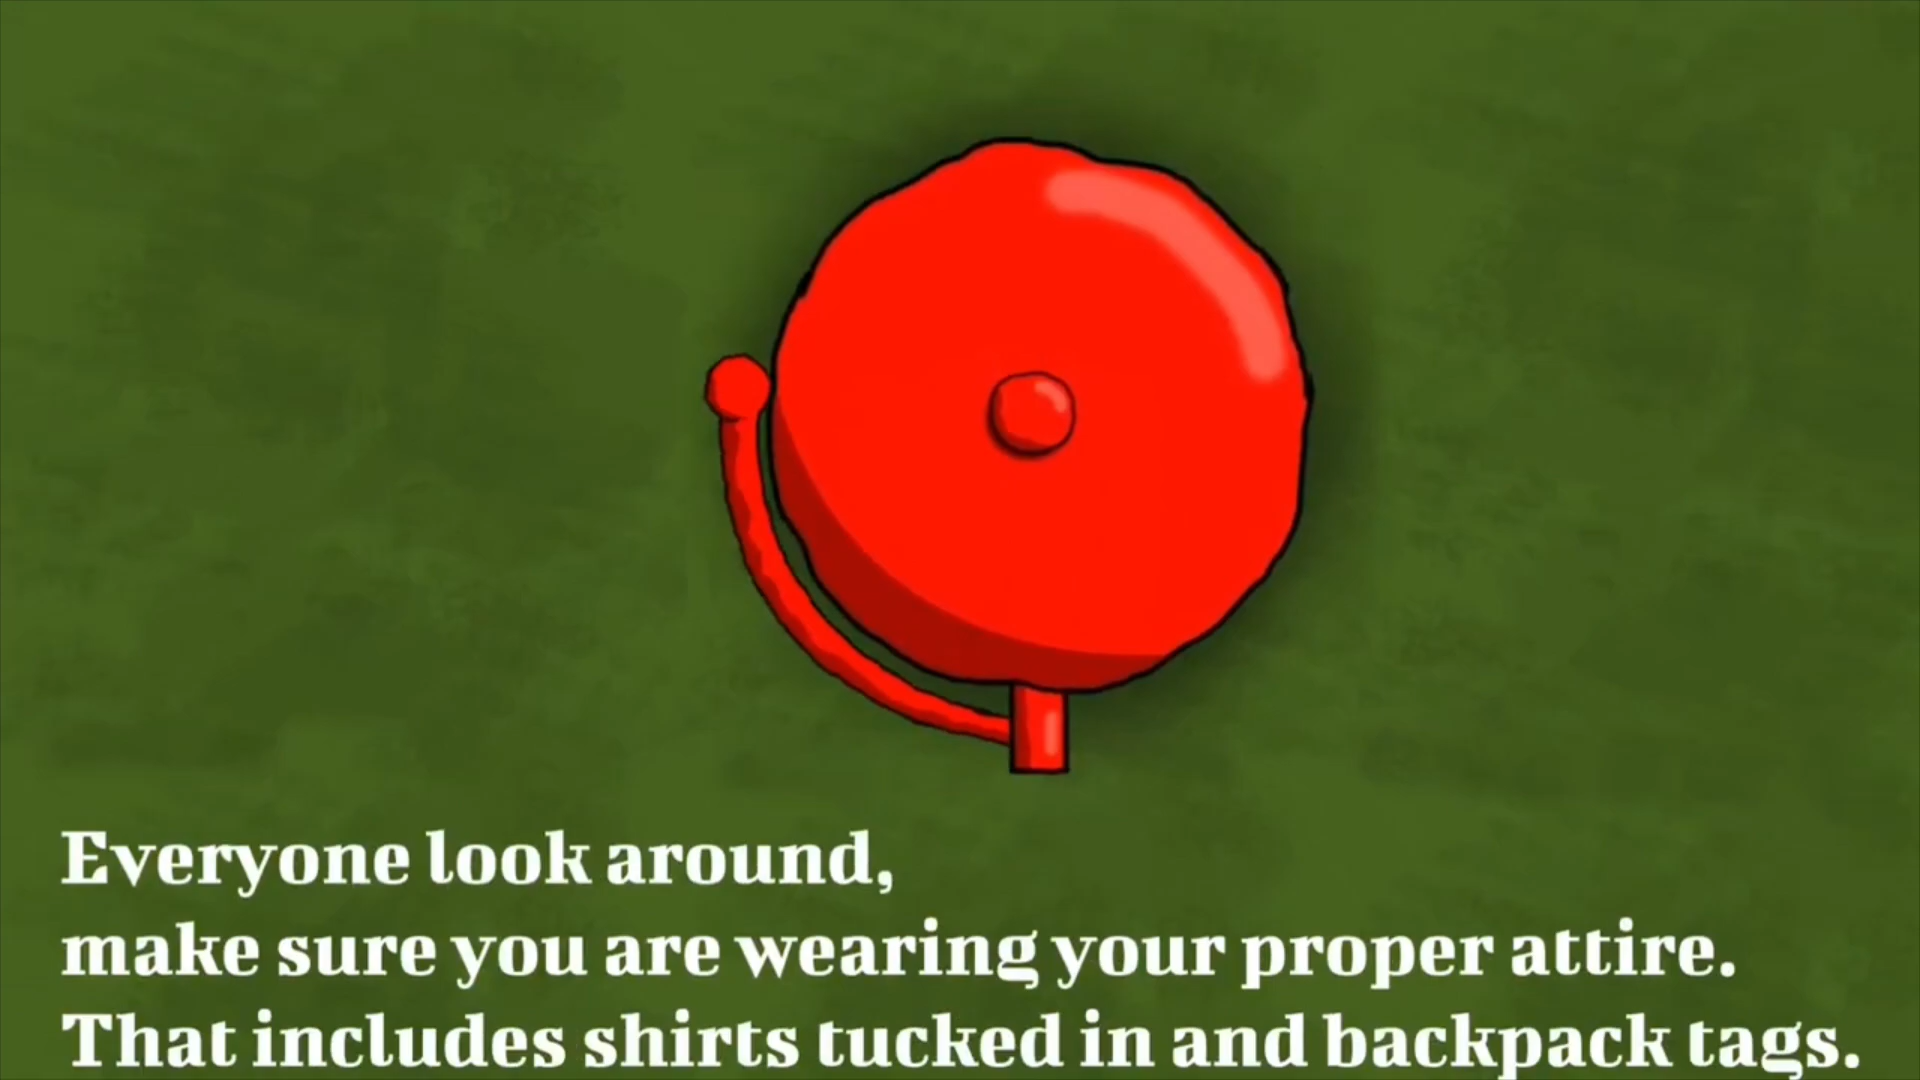 Everyone look around,
make sure you are wearing your proper attire.
That includes shirts tucked in and backpack tags.